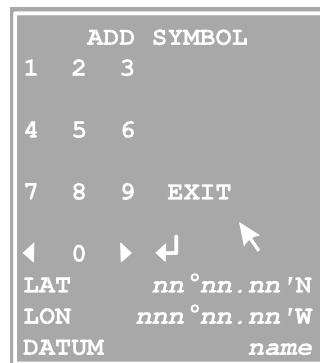 ADD SYMBOL
1 2 3
4 5 6
7 8 9 EXIT
◀ 0 ▶ ↵
LAT nn°nn.nn'N
LON nnn°nn.nn'W
DATUM name